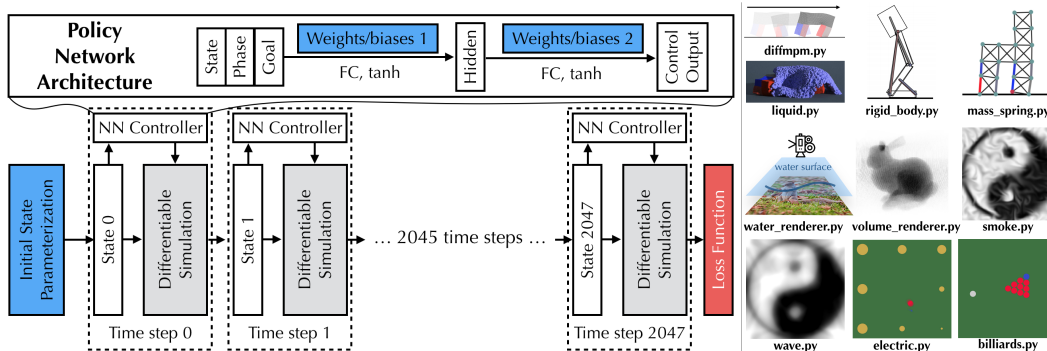 Policy
Network
Architecture
State
Phase
Goal
Weights/biases 1
FC, tanh
Hidden
Weights/biases 2
FC, tanh
Control
Output
NN Controller
NN Controller
NN Controller
Initial State
Parameterization
State 0
Differentiable
Simulation
State 1
Differentiable
Simulation
... 2045 time steps ...
State 2047
Differentiable
Simulation
Loss Function
Time step 0
Time step 1
Time step 2047
diffmpm.py
liquid.py
rigid_body.py
mass_spring.py
water surface
water_renderer.py
volume_renderer.py
smoke.py
wave.py
electric.py
billiards.py